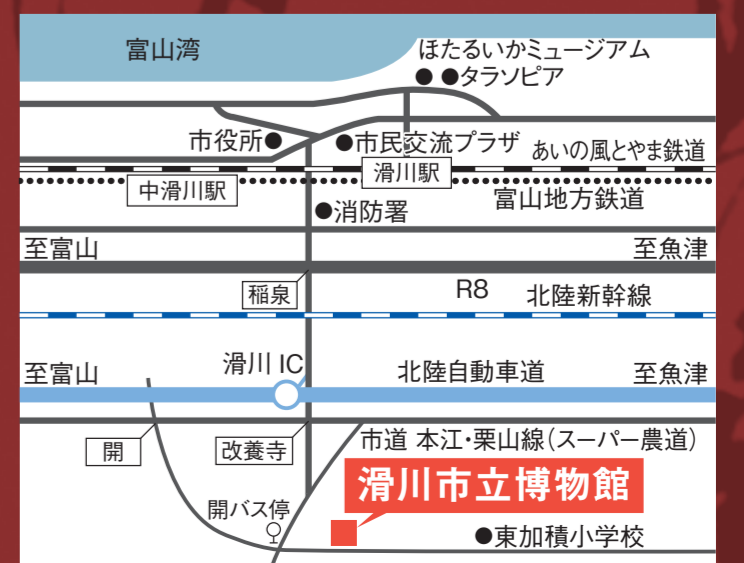 富山湾
ほたるいかミュージアム
●●タラソピア
市役所●
●市民交流プラザ
あいの風とやま鉄道
中滑川駅
滑川駅
富山地方鉄道
●消防署
至富山
至魚津
稲泉
R8
北陸新幹線
至富山
滑川 IC
北陸自動車道
至魚津
開
改養寺
市道 本江・栗山線(スーパー農道)
滑川市立博物館
開バス停
●東加積小学校